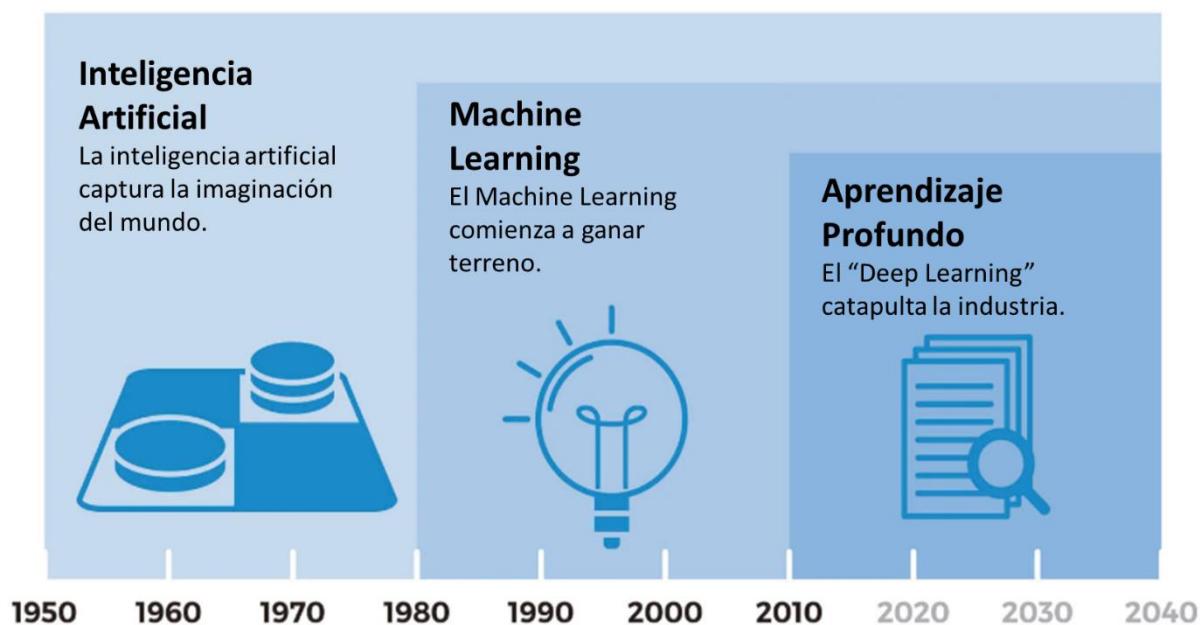 Inteligencia
Artificial
La inteligencia artificial
captura la imaginación
del mundo.
Machine
Learning
El Machine Learning
comienza a ganar
terreno.
Aprendizaje
Profundo
El “Deep Learning”
catapulta la industria.
1950 1960 1970 1980 1990 2000 2010 2020 2030 2040